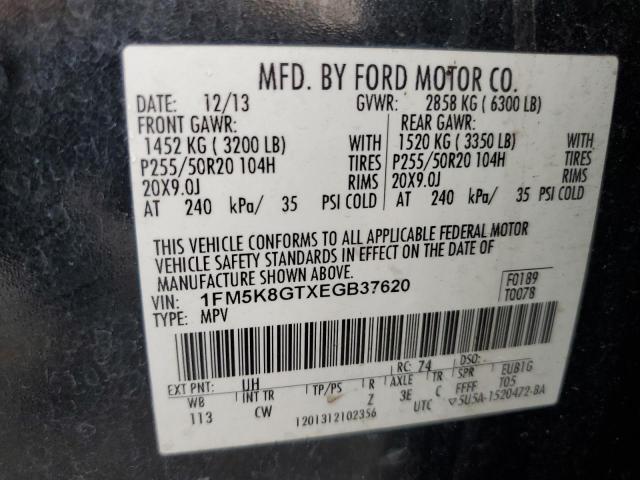 MFD. BY FORD MOTOR CO.
DATE: 12/13 GVWR: 2858 KG ( 6300 LB)
FRONT GAWR: REAR GAWR:
1452 KG ( 3200 LB) WITH 1520 KG ( 3350 LB) WITH
P255/50R20 104H TIRES P255/50R20 104H TIRES
20X9.0J RIMS 20X9.0J RIMS
AT 240 kPa/ 35 PSI COLD AT 240 kPa/ 35 PSI COLD
THIS VEHICLE CONFORMS TO ALL APPLICABLE FEDERAL MOTOR
VEHICLE SAFETY STANDARDS IN EFFECT ON THE DATE OF
MANUFACTURE SHOWN ABOVE.
VIN: 1FM5K8GTXEGB37620 F0189
TYPE: MPV T0078
RC: 74 DSO:
EXT PNT: UH
WB INT TR TP/PS R AXLE TR SPR EUB1G
113 CW Z 3E C FFFF T05
1201312102356 UTC ▽5U5A-1520472-BA